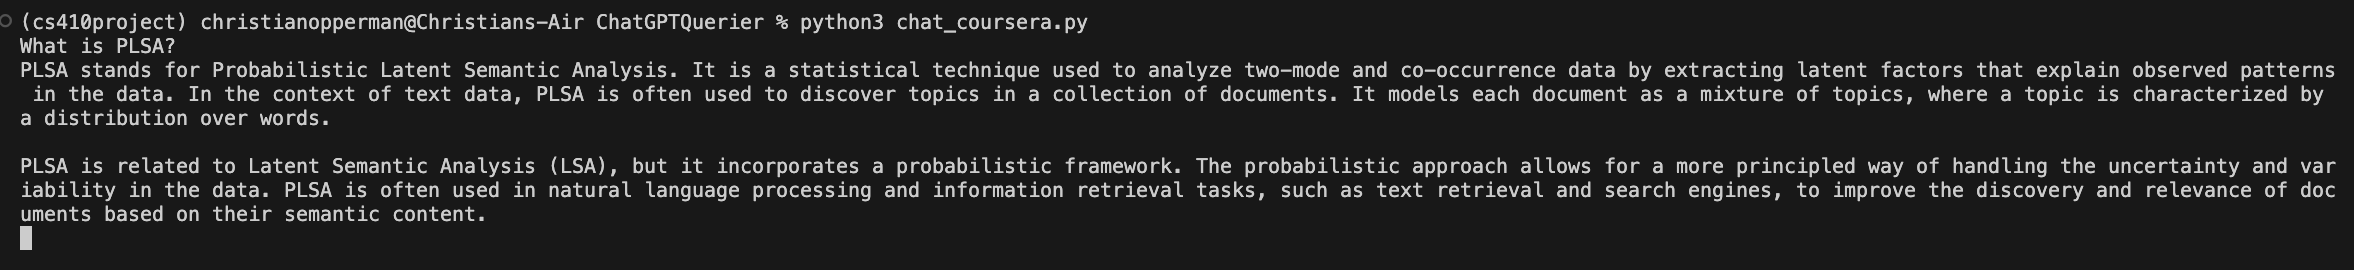 (cs410project) christianopperman@Christians-Air ChatGPTQuerier % python3 chat_coursera.py
What is PLSA?
PLSA stands for Probabilistic Latent Semantic Analysis. It is a statistical technique used to analyze two-mode and co-occurrence data by extracting latent factors that explain observed patterns
 in the data. In the context of text data, PLSA is often used to discover topics in a collection of documents. It models each document as a mixture of topics, where a topic is characterized by
a distribution over words.

PLSA is related to Latent Semantic Analysis (LSA), but it incorporates a probabilistic framework. The probabilistic approach allows for a more principled way of handling the uncertainty and var
iability in the data. PLSA is often used in natural language processing and information retrieval tasks, such as text retrieval and search engines, to improve the discovery and relevance of doc
uments based on their semantic content.